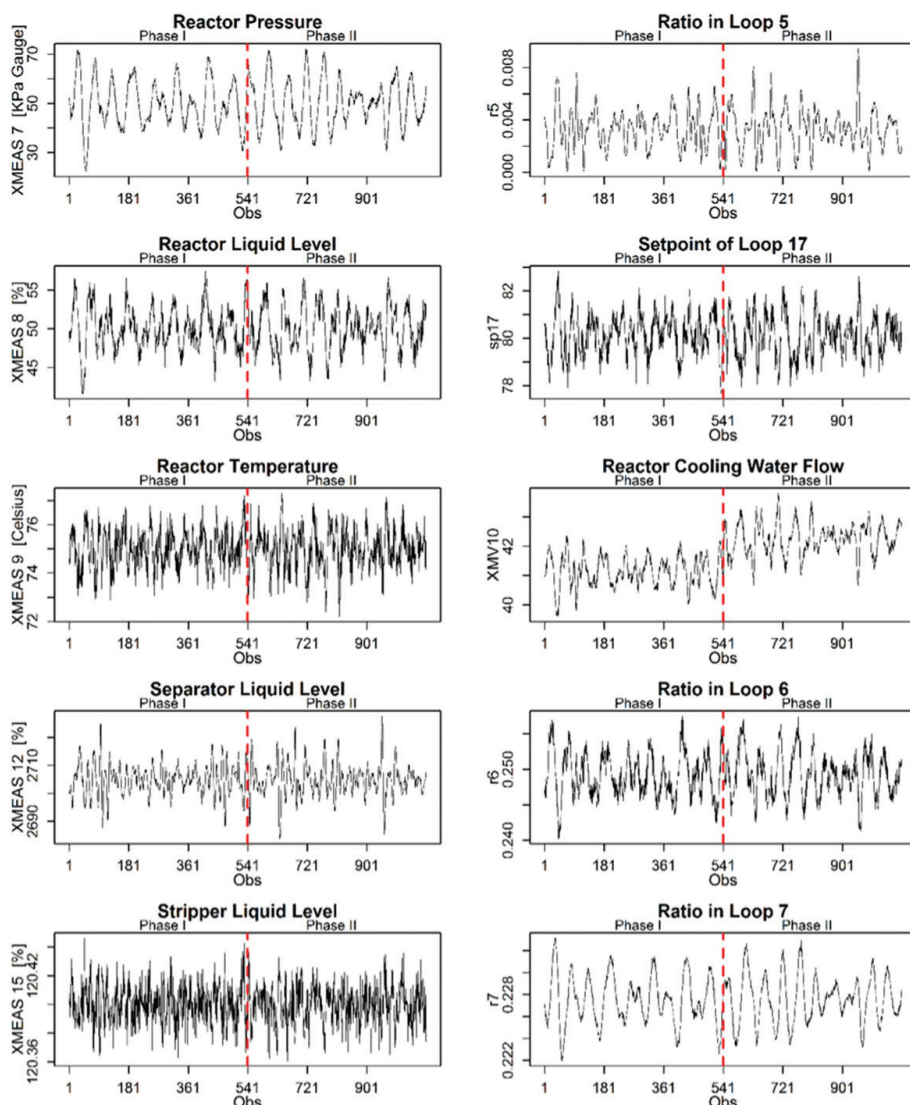 Reactor Pressure
Phase I Phase II
XMEAS 7 [KPa Gauge]
70
50
30
1 181 361 541 721 901
Obs
Ratio in Loop 5
Phase I Phase II
r5
0.008
0.004
0.000
1 181 361 541 721 901
Obs
Reactor Liquid Level
Phase I Phase II
XMEAS 8 [%]
55
50
45
1 181 361 541 721 901
Obs
Setpoint of Loop 17
Phase I Phase II
sp17
82
80
78
1 181 361 541 721 901
Obs
Reactor Temperature
Phase I Phase II
XMEAS 9 [Celsius]
76
74
72
1 181 361 541 721 901
Obs
Reactor Cooling Water Flow
Phase I Phase II
XMV10
42
40
1 181 361 541 721 901
Obs
Separator Liquid Level
Phase I Phase II
XMEAS 12 [%]
2710
2690
1 181 361 541 721 901
Obs
Ratio in Loop 6
Phase I Phase II
r6
0.250
0.240
1 181 361 541 721 901
Obs
Stripper Liquid Level
Phase I Phase II
XMEAS 15 [%]
120.42
120.36
1 181 361 541 721 901
Obs
Ratio in Loop 7
Phase I Phase II
r7
0.228
0.222
1 181 361 541 721 901
Obs